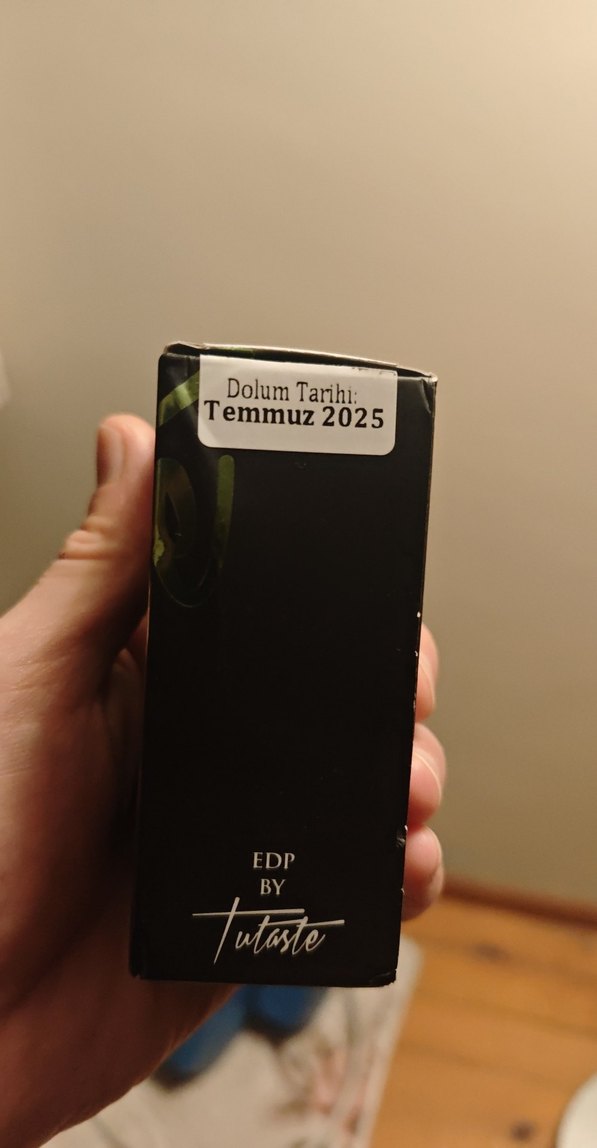 Dolum Tarihi:
Temmuz 2025
EDP
BY
Tutaste